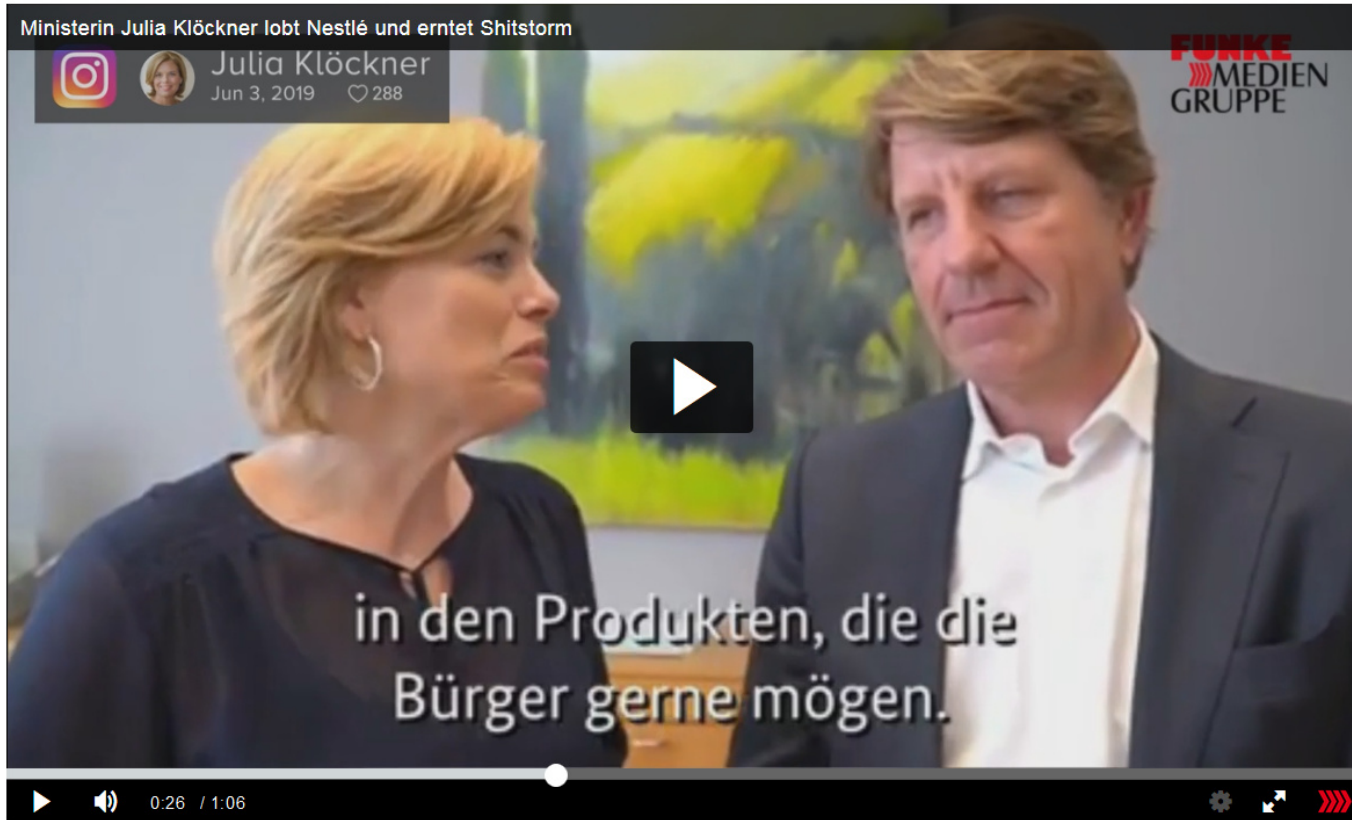 Ministerin Julia Klöckner lobt Nestlé und erntet Shitstorm
Julia Klöckner
Jun 3, 2019 288
FUNKE
MEDIEN
GRUPPE
in den Produkten, die die
Bürger gerne mögen.
0:26 / 1:06